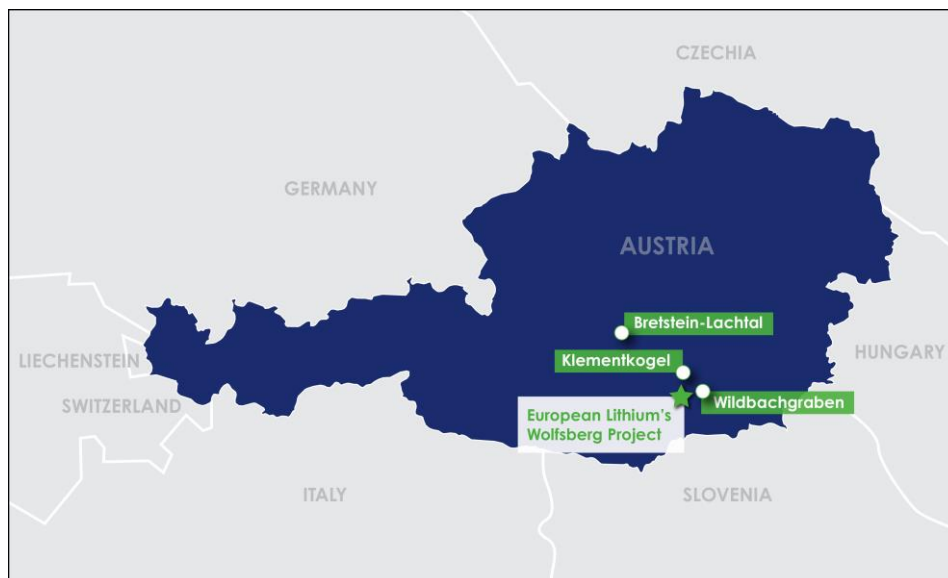 CZECHIA
GERMANY
AUSTRIA
Bretstein-Lachtal
LIECHENSTEIN
Klementkogel
HUNGARY
SWITZERLAND
Wildbachgraben
European Lithium's
Wolfsberg Project
ITALY
SLOVENIA